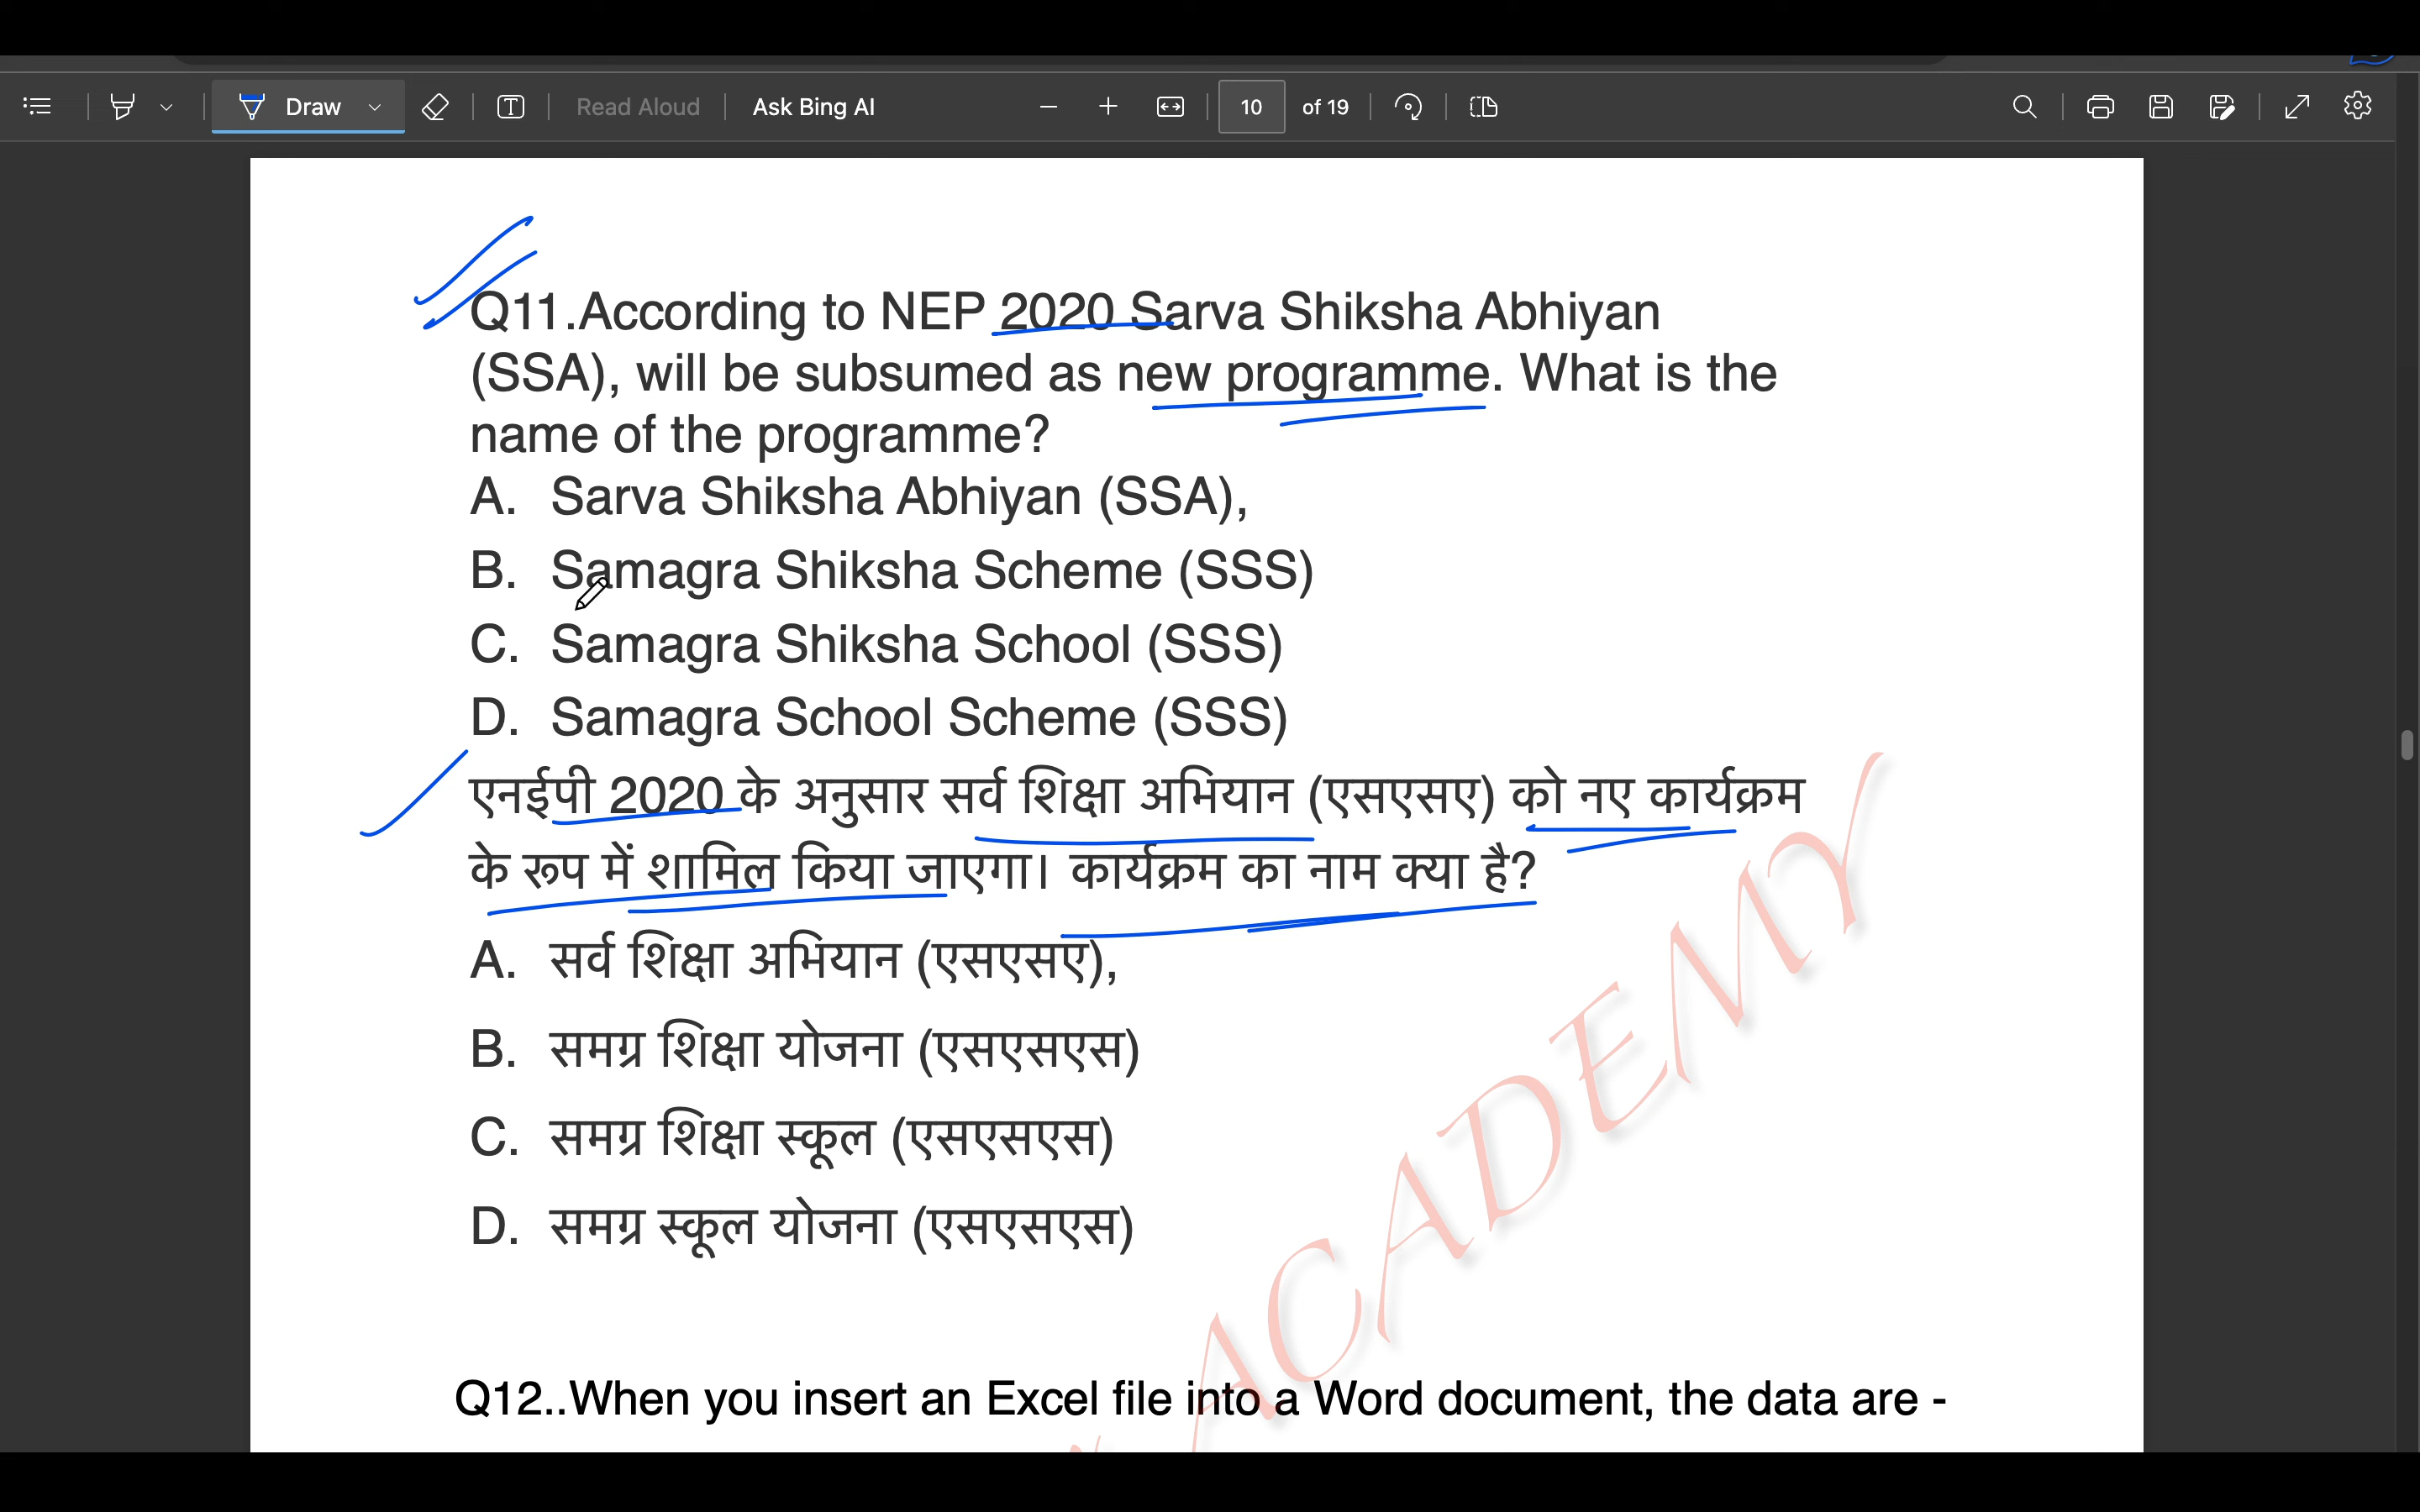 Draw
Read Aloud
Ask Bing AI
10 of 19
Q11.According to NEP 2020 Sarva Shiksha Abhiyan
(SSA), will be subsumed as new programme. What is the
name of the programme?
A. Sarva Shiksha Abhiyan (SSA),
B. Samagra Shiksha Scheme (SSS)
C. Samagra Shiksha School (SSS)
D. Samagra School Scheme (SSS)
एनईपी 2020 के अनुसार सर्व शिक्षा अभियान (एसएसए) को नए कार्यक्रम
के रूप में शामिल किया जाएगा। कार्यक्रम का नाम क्या है?
A. सर्व शिक्षा अभियान (एसएसए),
B. समग्र शिक्षा योजना (एसएसएस)
C. समग्र शिक्षा स्कूल (एसएसएस)
D. समग्र स्कूल योजना (एसएसएस)
ACADEMY
Q12..When you insert an Excel file into a Word document, the data are -